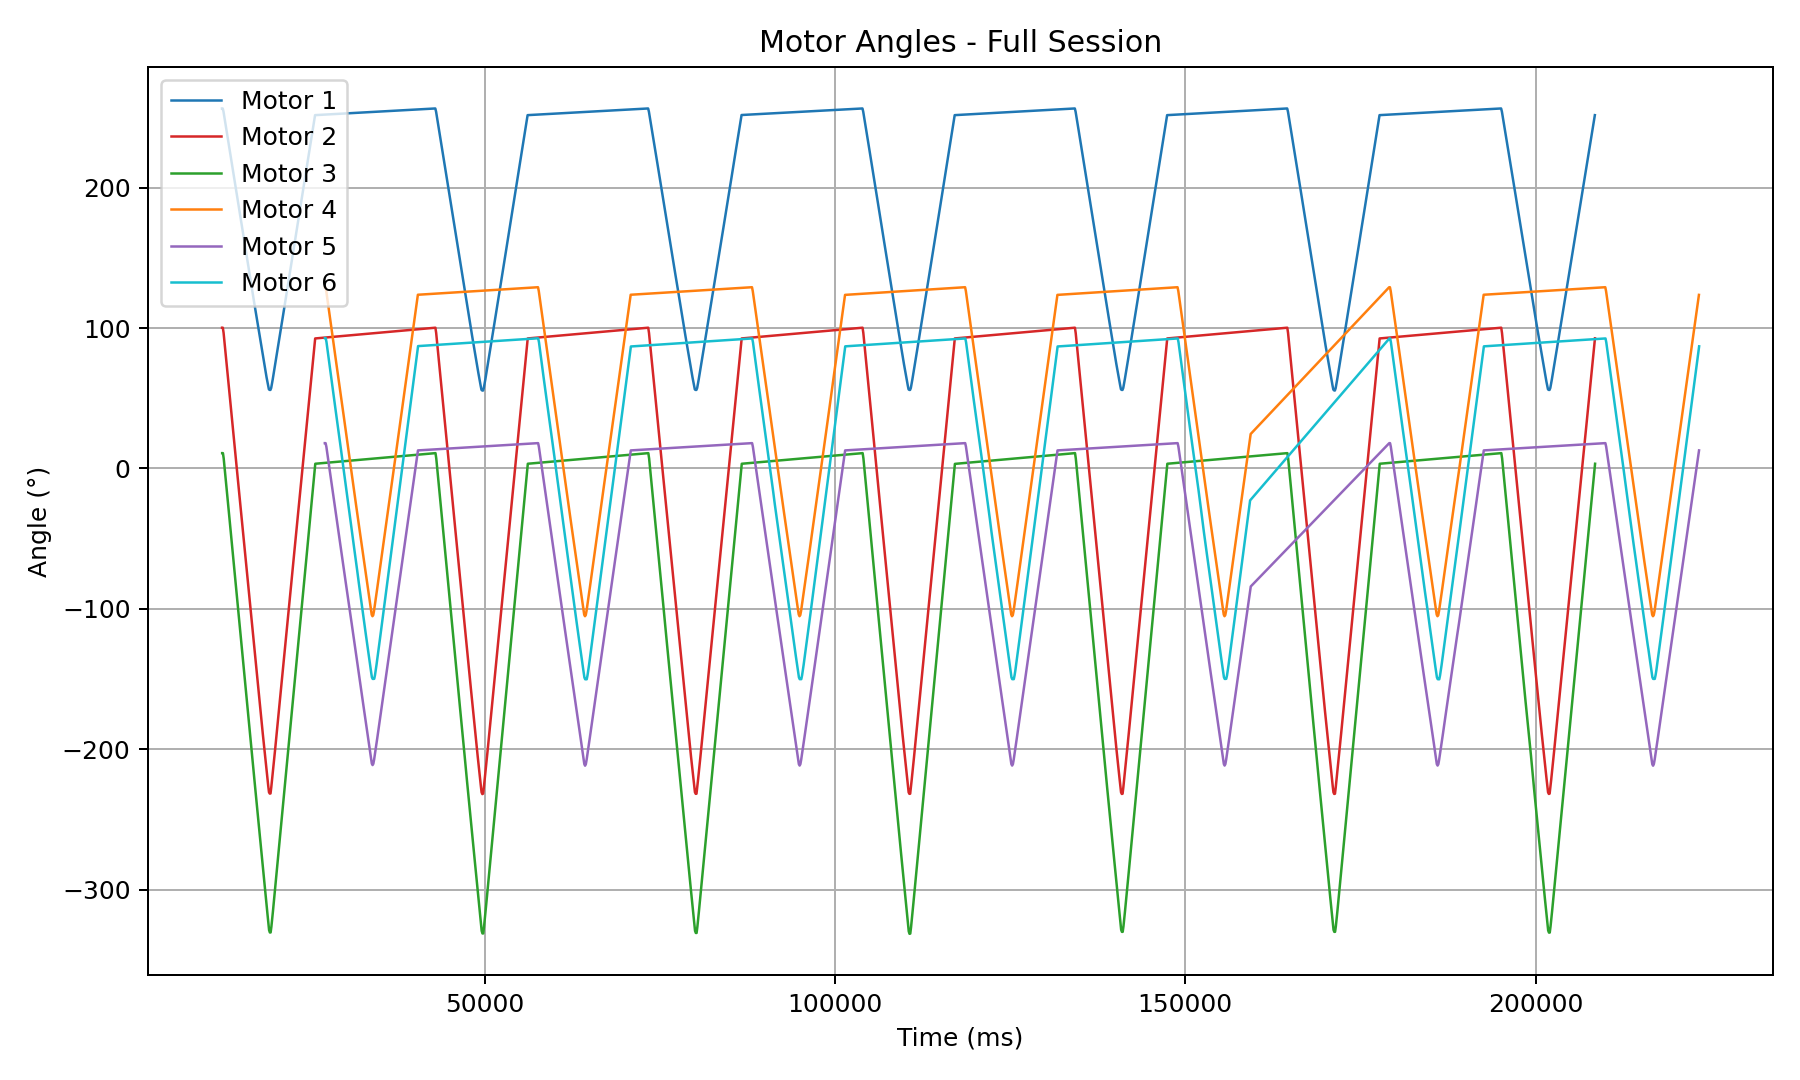 Motor Angles - Full Session
Motor 1
Motor 2
Motor 3
Motor 4
Motor 5
Motor 6
Angle (°)
200
100
0
−100
−200
−300
50000
100000
150000
200000
Time (ms)